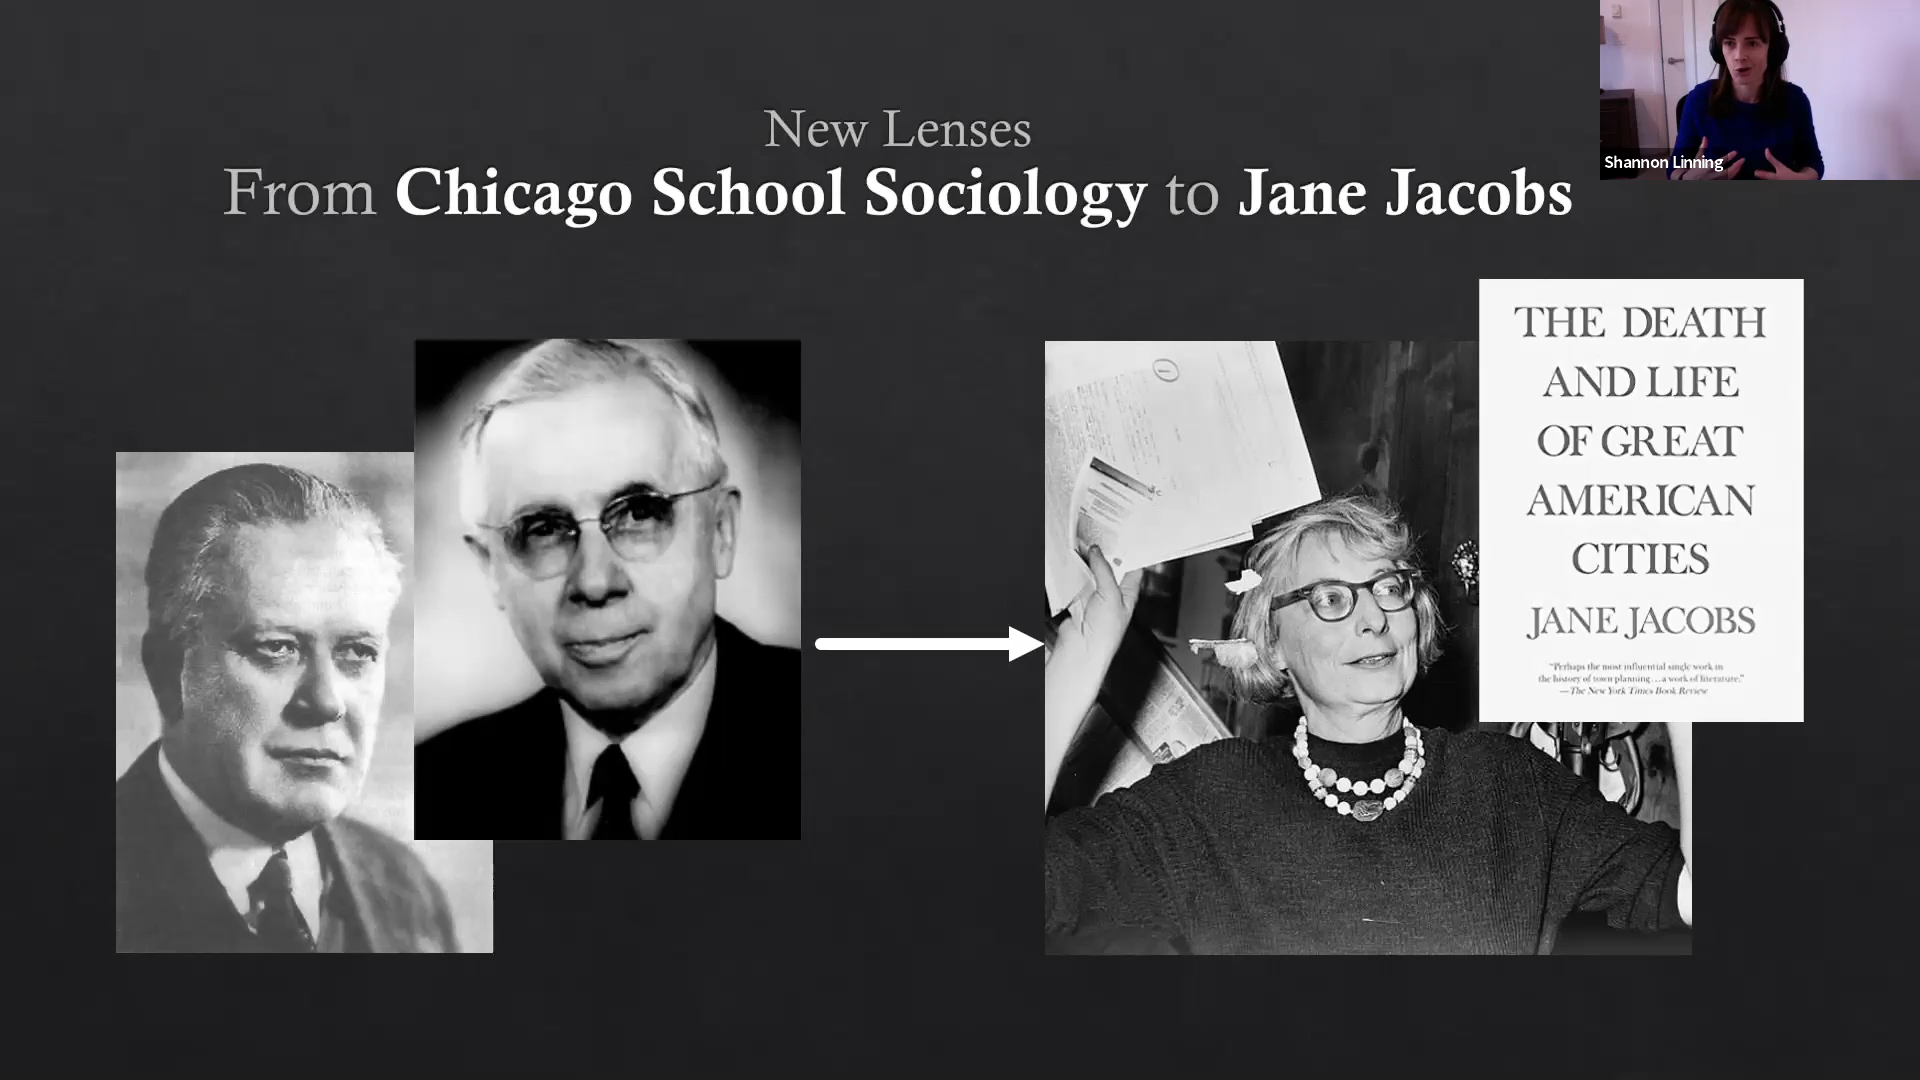 New Lenses
From Chicago School Sociology to Jane Jacobs
Shannon Linning
THE DEATH
AND LIFE
OF GREAT
AMERICAN
CITIES
JANE JACOBS
"Perhaps the most influential single work in
the history of town planning...a work of literature."
—The New York Times Book Review